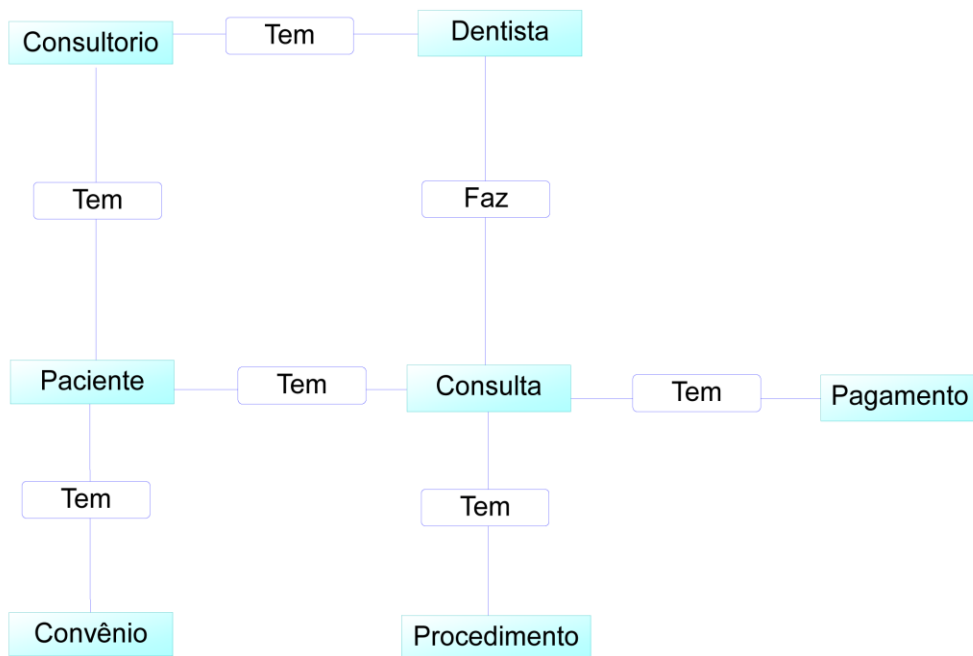 Consultorio
Tem
Dentista
Tem
Faz
Paciente
Tem
Consulta
Tem
Pagamento
Tem
Tem
Convênio
Procedimento